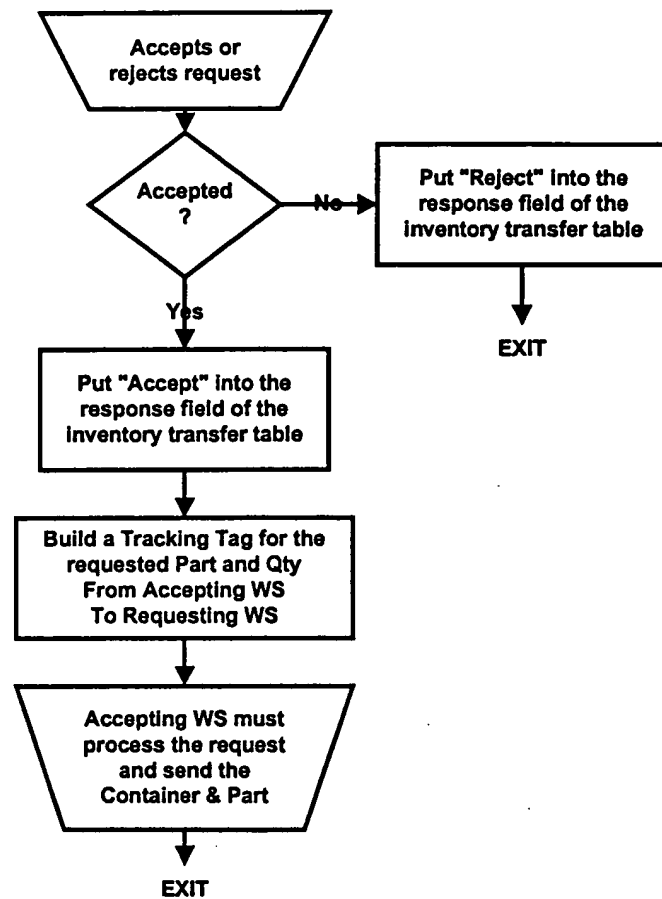 Accepts or
rejects request
Accepted
?
No
Put "Reject" into the
response field of the
inventory transfer table
EXIT
Yes
Put "Accept" into the
response field of the
inventory transfer table
Build a Tracking Tag for the
requested Part and Qty
From Accepting WS
To Requesting WS
Accepting WS must
process the request
and send the
Container & Part
EXIT